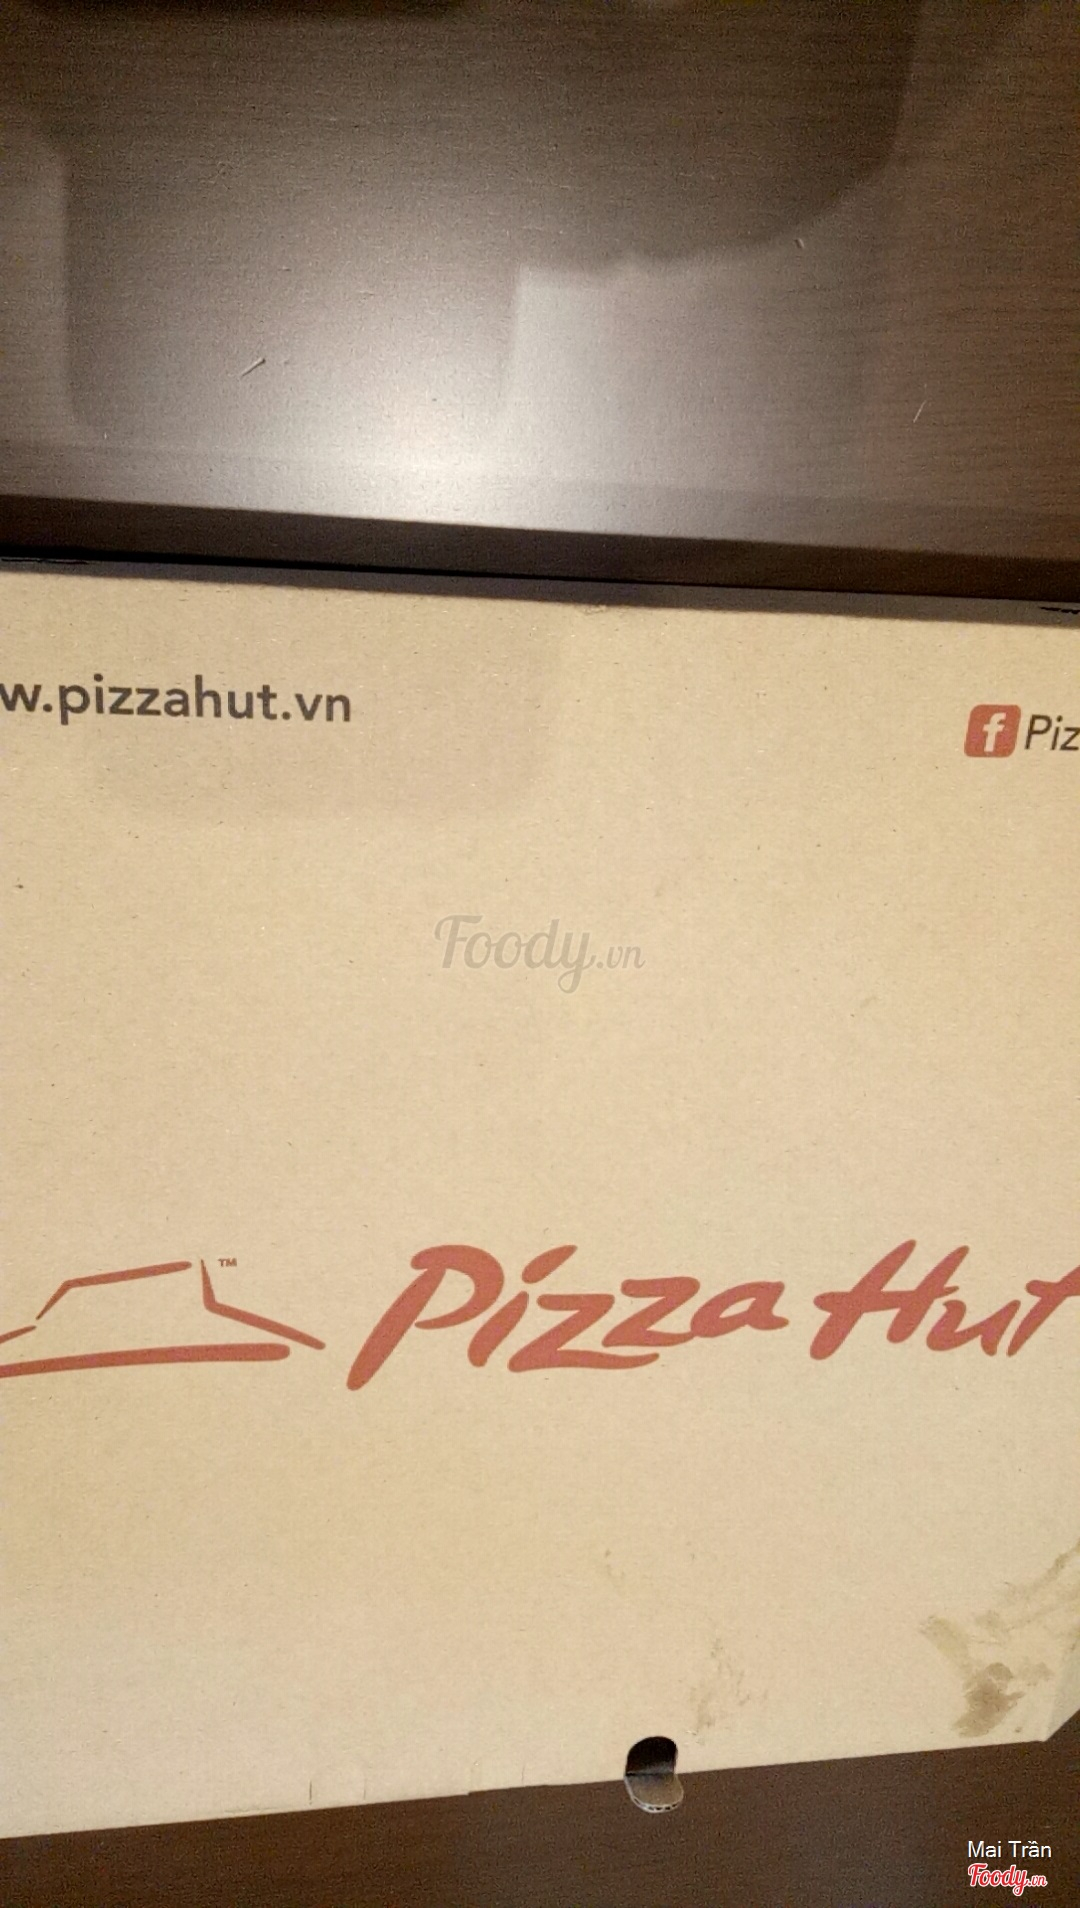 w.pizzahut.vn
f Piz
Foody.vn
TM
Pizza Hut
Mai Trần
Foody.vn